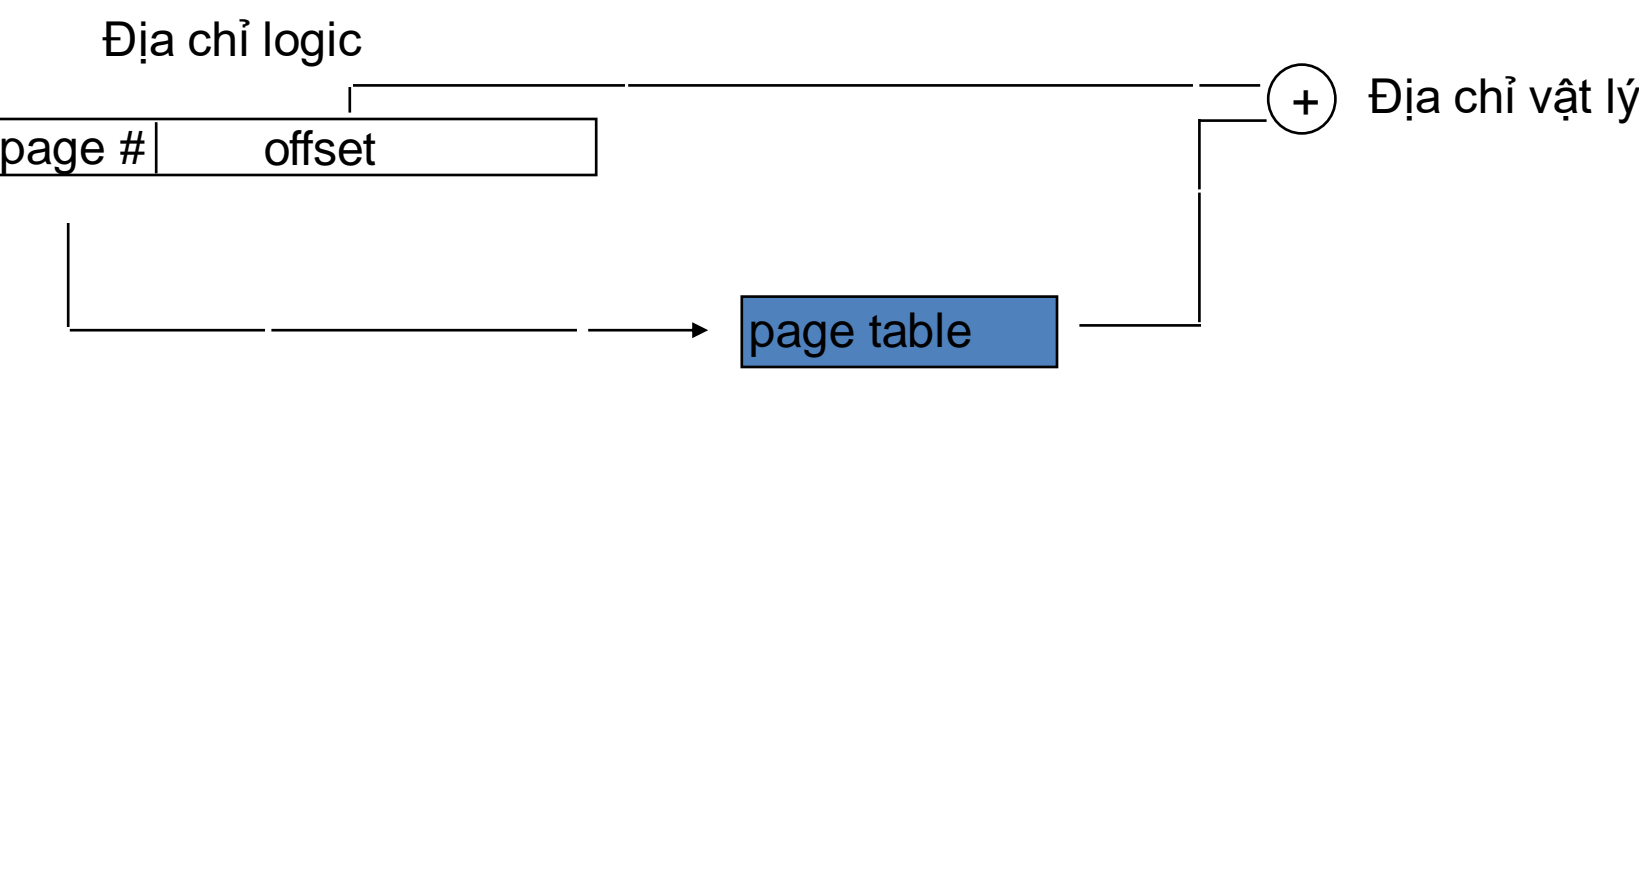 Địa chỉ logic
+ Địa chỉ vật lý
page # offset
page table